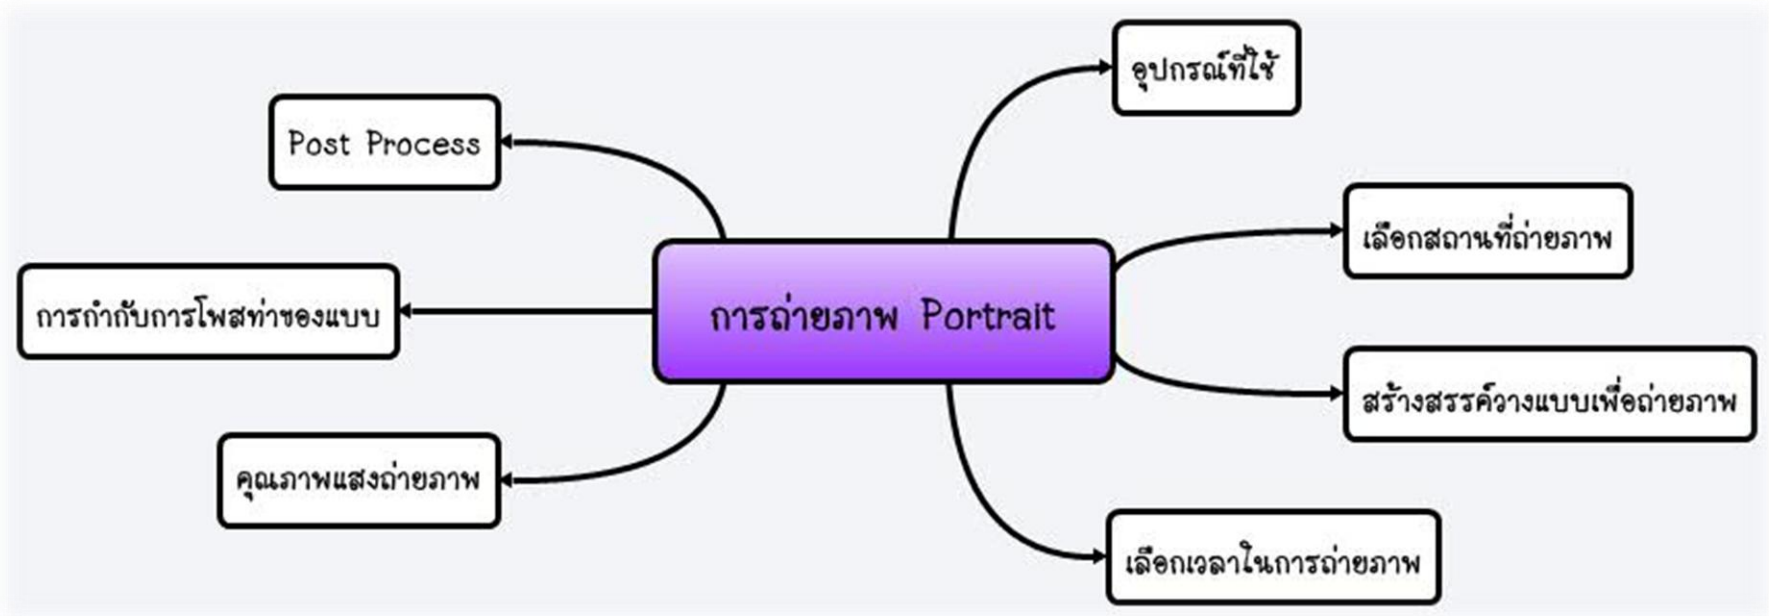 อุปกรณ์ที่ใช้
Post Process
เลือกสถานที่ถ่ายภาพ
การกำกับการโพสท่าของแบบ
การถ่ายภาพ Portrait
สร้างสรรค์วางแบบเพื่อถ่ายภาพ
คุณภาพแสงถ่ายภาพ
เลือกเวลาในการถ่ายภาพ